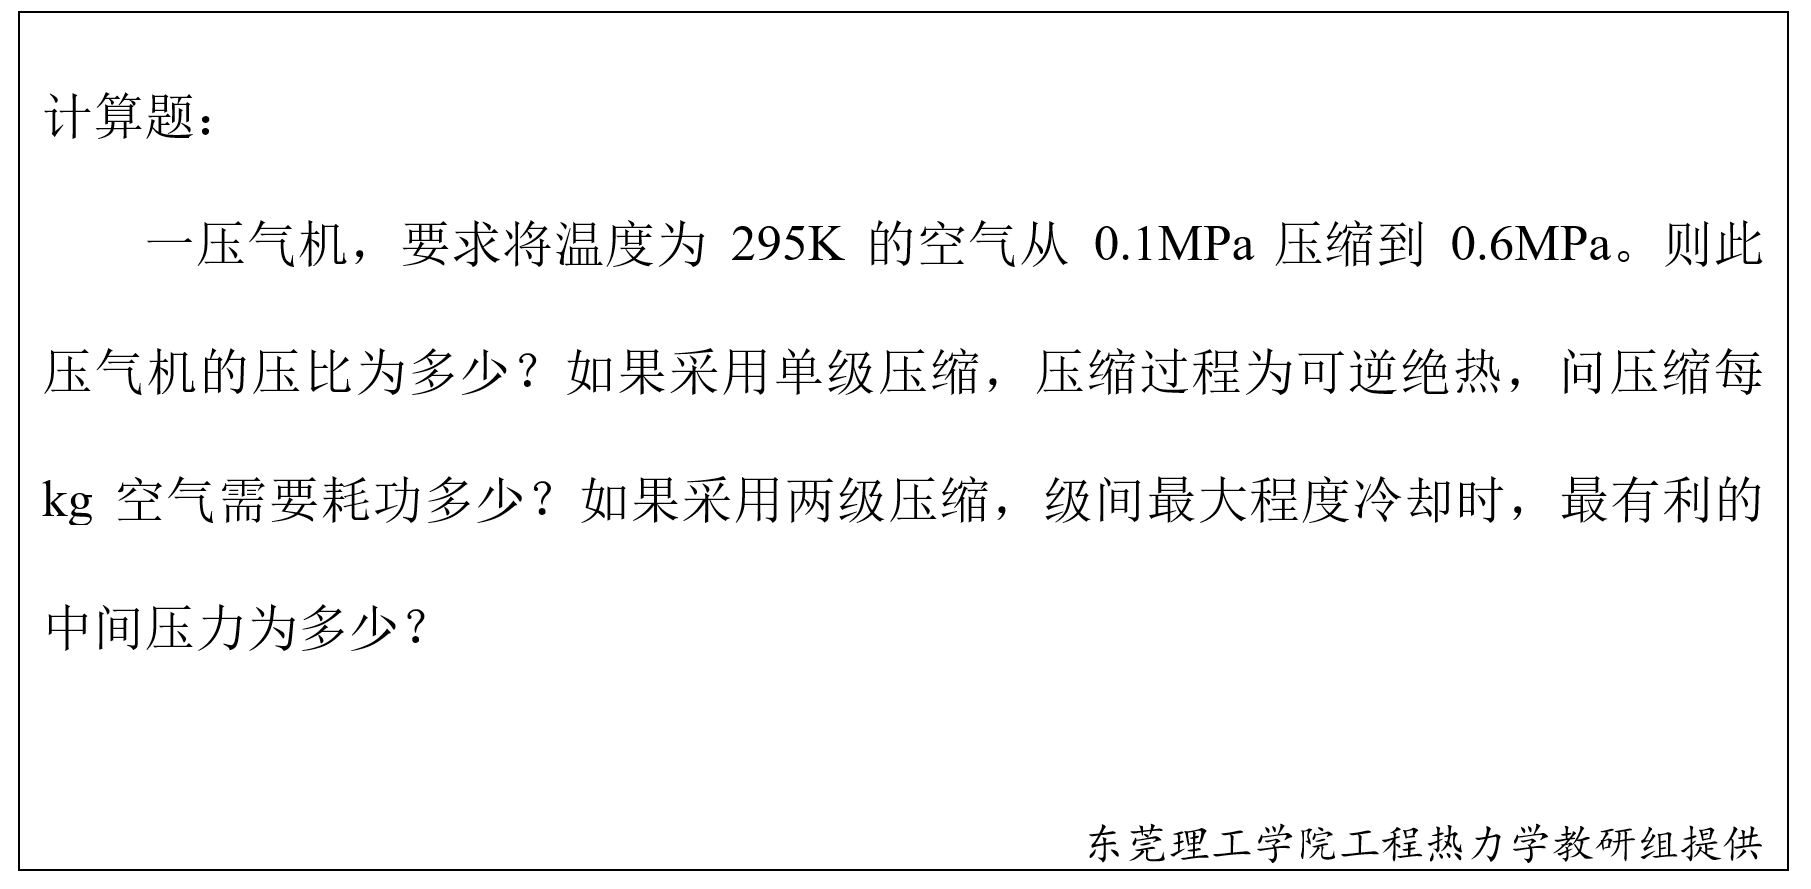 计算题：
一压气机，要求将温度为 295K 的空气从 0.1MPa 压缩到 0.6MPa。则此
压气机的压比为多少？如果采用单级压缩，压缩过程为可逆绝热，问压缩每
kg 空气需要耗功多少？如果采用两级压缩，级间最大程度冷却时，最有利的
中间压力为多少？
东莞理工学院工程热力学教研组提供